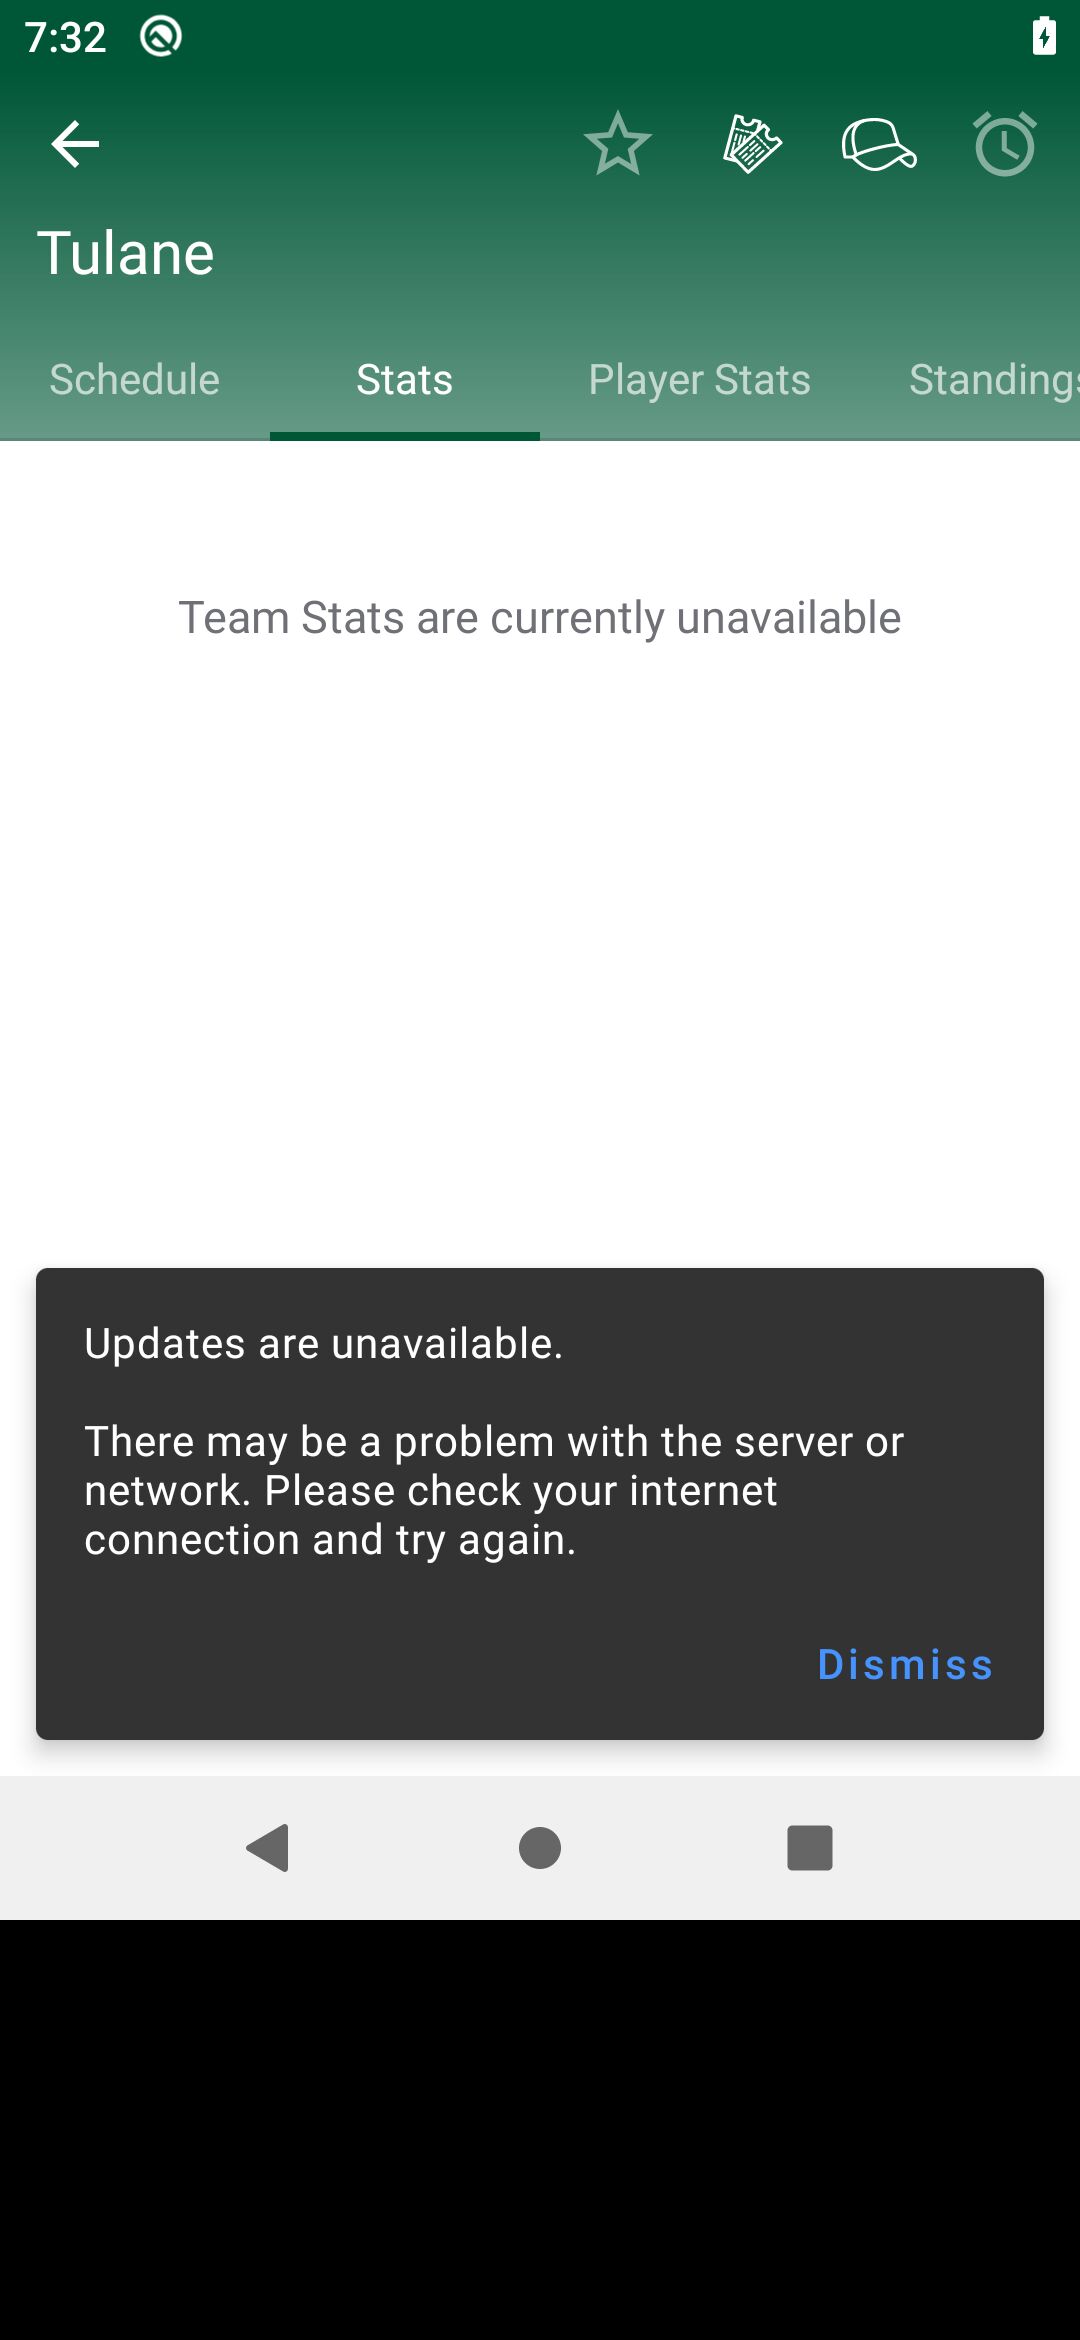 7:32
Tulane
Schedule Stats Player Stats Standings
Team Stats are currently unavailable
Updates are unavailable.
There may be a problem with the server or
network. Please check your internet
connection and try again.
Dismiss